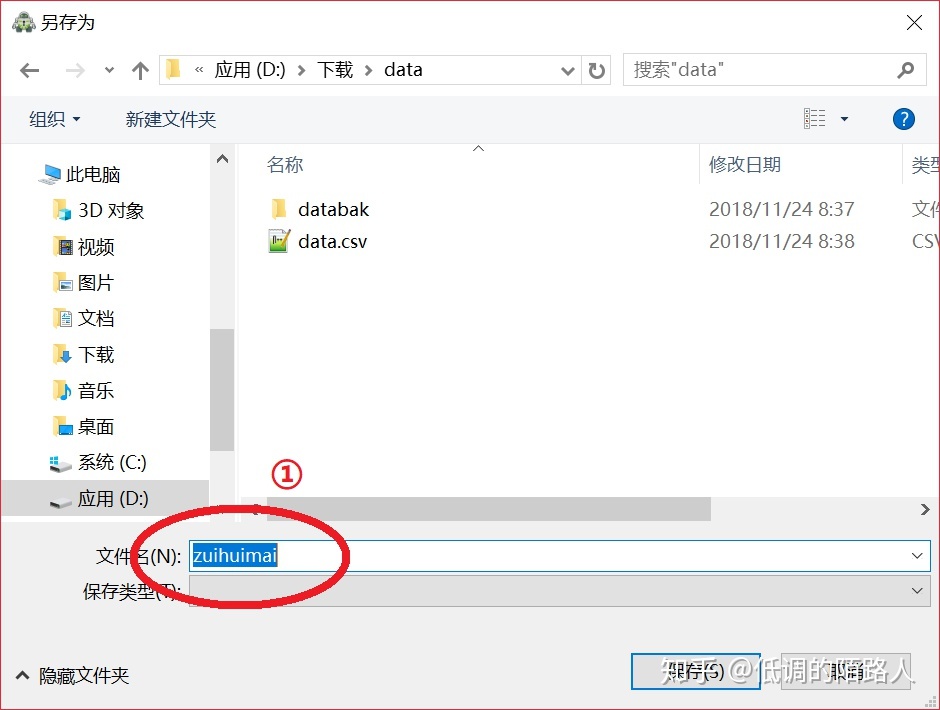 另存为
« 应用 (D:) › 下载 › data
搜索"data"
组织
新建文件夹
?
此电脑
3D 对象
视频
图片
文档
下载
音乐
桌面
系统 (C:)
应用 (D:)
名称
修改日期
类型
databak
2018/11/24 8:37
文件
data.csv
2018/11/24 8:38
CSV
①
文件名(N):
zuihuimai
保存类型(T):
隐藏文件夹
保存(S)
取消
知乎 @低调的陌路人